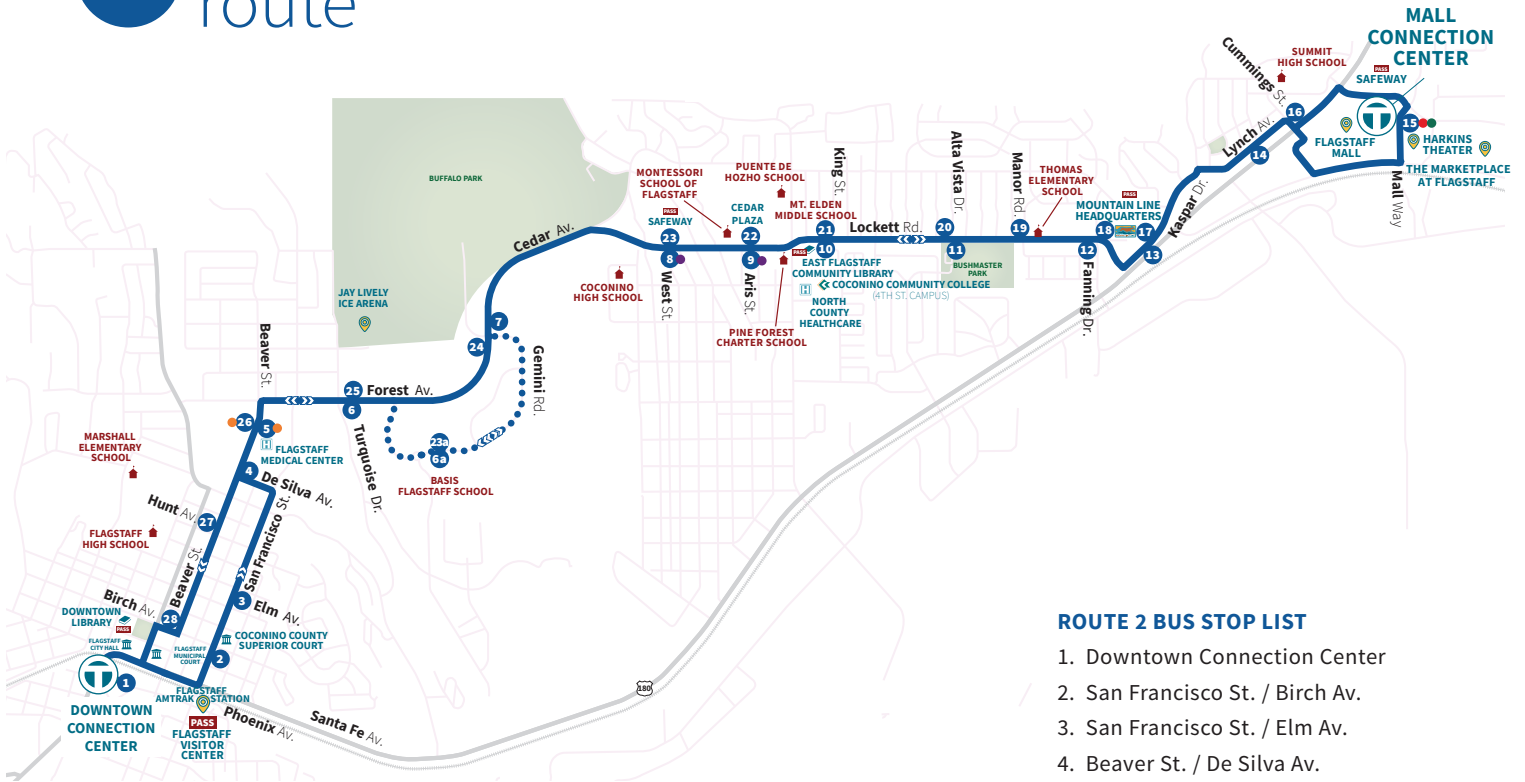 route
MALL
CONNECTION
CENTER
Cummings St.
SUMMIT
HIGH SCHOOL
PASS
SAFEWAY
16
15
FLAGSTAFF
MALL
HARKINS
THEATER
THE MARKETPLACE
AT FLAGSTAFF
Mall Way
Lynch Av.
14
Kaspar Dr.
BUFFALO PARK
MONTESSORI
SCHOOL OF
FLAGSTAFF
PUENTE DE
HOZHO SCHOOL
King St.
Alta Vista Dr.
Manor Rd.
THOMAS
ELEMENTARY
SCHOOL
PASS
MOUNTAIN LINE
HEADQUARTERS
PASS
SAFEWAY
CEDAR
PLAZA
MT. ELDEN
MIDDLE SCHOOL
Lockett Rd.
23
22
21
20
19
18
17
8
9
10
11
12
13
Cedar Av.
West St.
Aris St.
PASS
EAST FLAGSTAFF
COMMUNITY LIBRARY
BUSHMASTER
PARK
Fanning Dr.
COCONINO
HIGH SCHOOL
COCONINO COMMUNITY COLLEGE
(4TH ST. CAMPUS)
H
NORTH
COUNTY
HEALTHCARE
PINE FOREST
CHARTER SCHOOL
JAY LIVELY
ICE ARENA
Beaver St.
7
24
Gemini Rd.
25
Forest Av.
6
26
5
Turquoise Dr.
23a
6a
BASIS
FLAGSTAFF SCHOOL
H
FLAGSTAFF
MEDICAL CENTER
MARSHALL
ELEMENTARY
SCHOOL
4
De Silva Av.
Hunt Av.
27
San Francisco St.
FLAGSTAFF
HIGH SCHOOL
Beaver St.
Birch Av.
3
Elm Av.
DOWNTOWN
LIBRARY
PASS
28
FLAGSTAFF
CITY HALL
FLAGSTAFF
MUNICIPAL
COURT
COCONINO COUNTY
SUPERIOR COURT
2
1
FLAGSTAFF
AMTRAK STATION
DOWNTOWN
CONNECTION
CENTER
PASS
FLAGSTAFF
VISITOR
CENTER
Phoenix Av.
Santa Fe Av.
180
ROUTE 2 BUS STOP LIST
1. Downtown Connection Center
2. San Francisco St. / Birch Av.
3. San Francisco St. / Elm Av.
4. Beaver St. / De Silva Av.